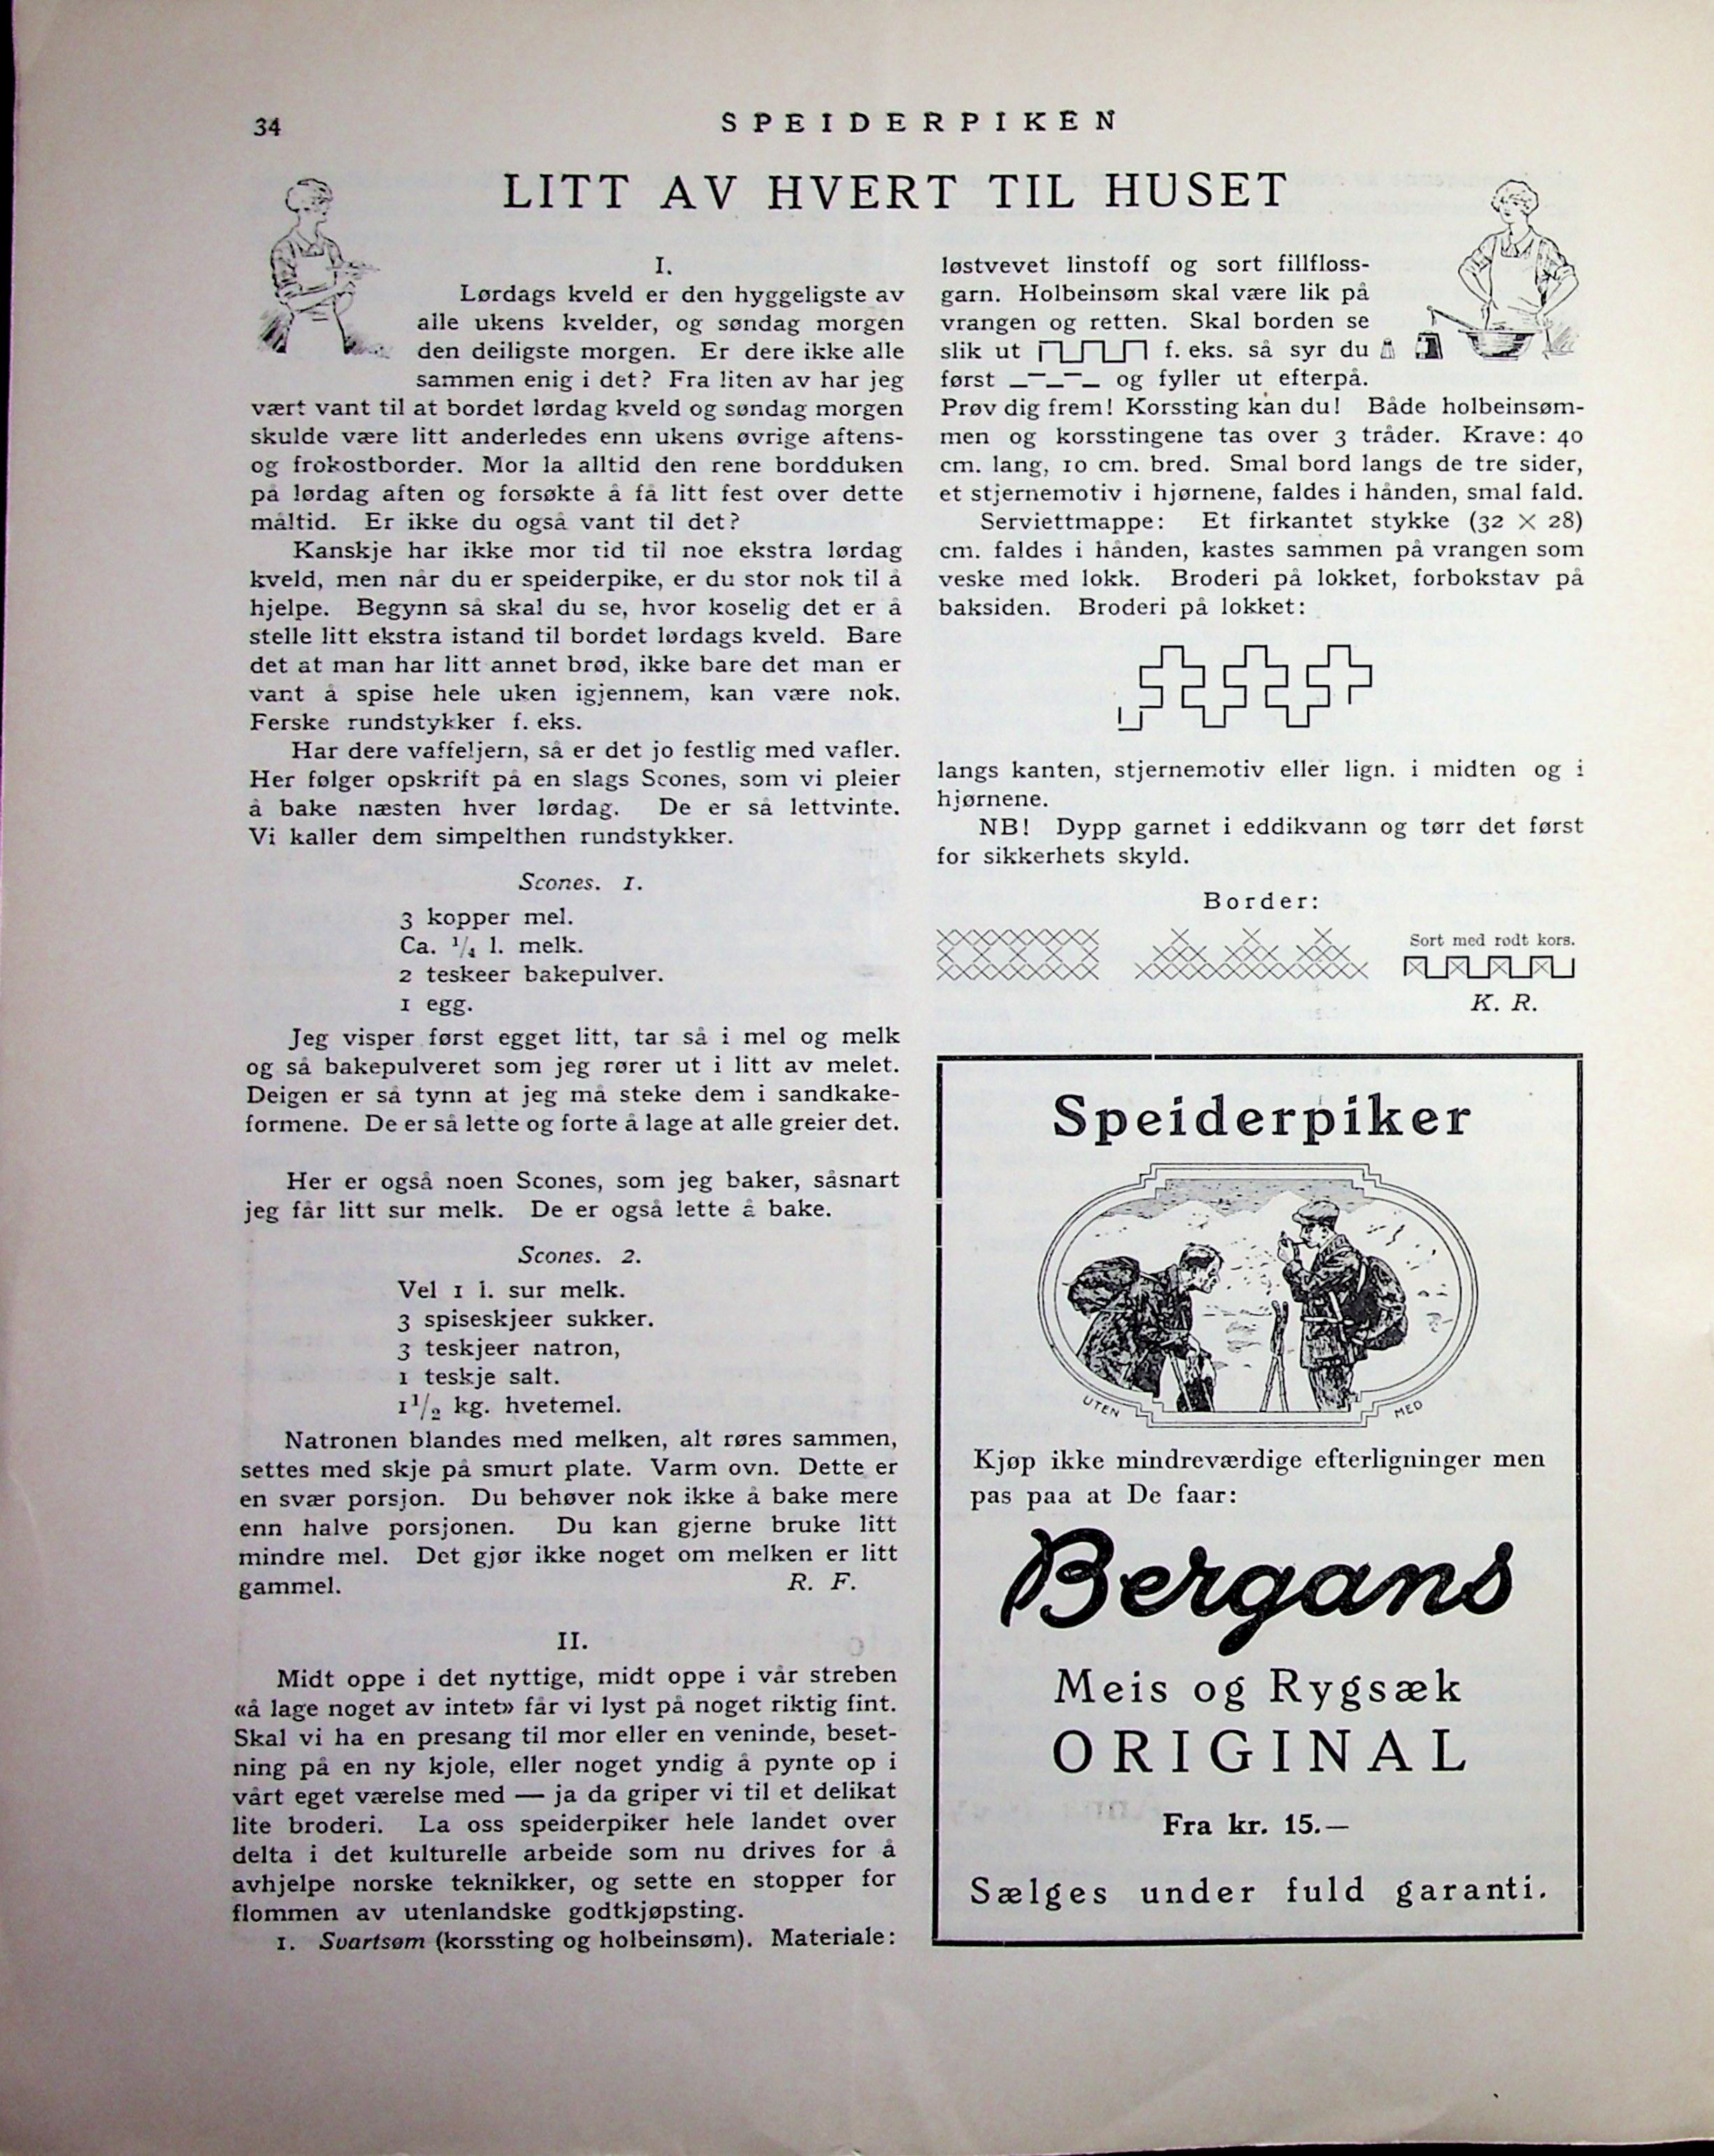 34
SPEIDERPIKEN
LITT AV HVERT TIL HUSET
I.
Lørdags kveld er den hyggeligste av
alle ukens kvelder, og søndag morgen
den deiligste morgen. Er dere ikke alle
sammen enig i det? Fra liten av har jeg
vært vant til at bordet lørdag kveld og søndag morgen
skulde være litt anderledes enn ukens øvrige aftens-
og frokostborder. Mor la alltid den rene bordduken
på lørdag aften og forsøkte å få litt fest over dette
måltid. Er ikke du også vant til det?
Kanskje har ikke mor tid til noe ekstra lørdag
kveld, men når du er speiderpike, er du stor nok til å
hjelpe. Begynn så skal du se, hvor koselig det er å
stelle litt ekstra istand til bordet lørdags kveld. Bare
det at man har litt annet brød, ikke bare det man er
vant å spise hele uken igjennem, kan være nok.
Ferske rundstykker f. eks.
Har dere vaffeljern, så er det jo festlig med vafler.
Her følger opskrift på en slags Scones, som vi pleier
å bake næsten hver lørdag. De er så lettvinte.
Vi kaller dem simpelthen rundstykker.
Scones. 1.
3 kopper mel.
Ca. 1/4 l. melk.
2 teskeer bakepulver.
1 egg.
Jeg visper først egget litt, tar så i mel og melk
og så bakepulveret som jeg rører ut i litt av melet.
Deigen er så tynn at jeg må steke dem i sandkake-
formene. De er så lette og forte å lage at alle greier det.
Her er også noen Scones, som jeg baker, såsnart
jeg får litt sur melk. De er også lette å bake.
Scones. 2.
Vel 1 l. sur melk.
3 spiseskjeer sukker.
3 teskjeer natron,
1 teskje salt.
1 1/2 kg. hvetemel.
Natronen blandes med melken, alt røres sammen,
settes med skje på smurt plate. Varm ovn. Dette er
en svær porsjon. Du behøver nok ikke å bake mere
enn halve porsjonen. Du kan gjerne bruke litt
mindre mel. Det gjør ikke noget om melken er litt
gammel. R. F.
II.
Midt oppe i det nyttige, midt oppe i vår streben
«å lage noget av intet» får vi lyst på noget riktig fint.
Skal vi ha en presang til mor eller en veninde, beset-
ning på en ny kjole, eller noget yndig å pynte op i
vårt eget værelse med — ja da griper vi til et delikat
lite broderi. La oss speiderpiker hele landet over
delta i det kulturelle arbeide som nu drives for å
avhjelpe norske teknikker, og sette en stopper for
flommen av utenlandske godtkjøpsting.
1. Svartsøm (korssting og holbeinsøm). Materiale:
løstvevet linstoff og sort fillfloss-
garn. Holbeinsøm skal være lik på
vrangen og retten. Skal borden se
slik ut f. eks. så syr du
først og fyller ut efterpå.
Prøv dig frem! Korssting kan du! Både holbeinsøm-
men og korsstingene tas over 3 tråder. Krave: 40
cm. lang, 10 cm. bred. Smal bord langs de tre sider,
et stjernemotiv i hjørnene, faldes i hånden, smal fald.
Serviettmappe: Et firkantet stykke (32 × 28)
cm. faldes i hånden, kastes sammen på vrangen som
veske med lokk. Broderi på lokket, forbokstav på
baksiden. Broderi på lokket:
langs kanten, stjernemotiv eller lign. i midten og i
hjørnene.
NB! Dypp garnet i eddikvann og tørr det først
for sikkerhets skyld.
Border:
Sort med rødt kors.
K. R.
Speiderpiker
UTEN MED
Kjøp ikke mindreværdige efterligninger men
pas paa at De faar:
Bergans
Meis og Rygsæk
ORIGINAL
Fra kr. 15.—
Sælges under fuld garanti.